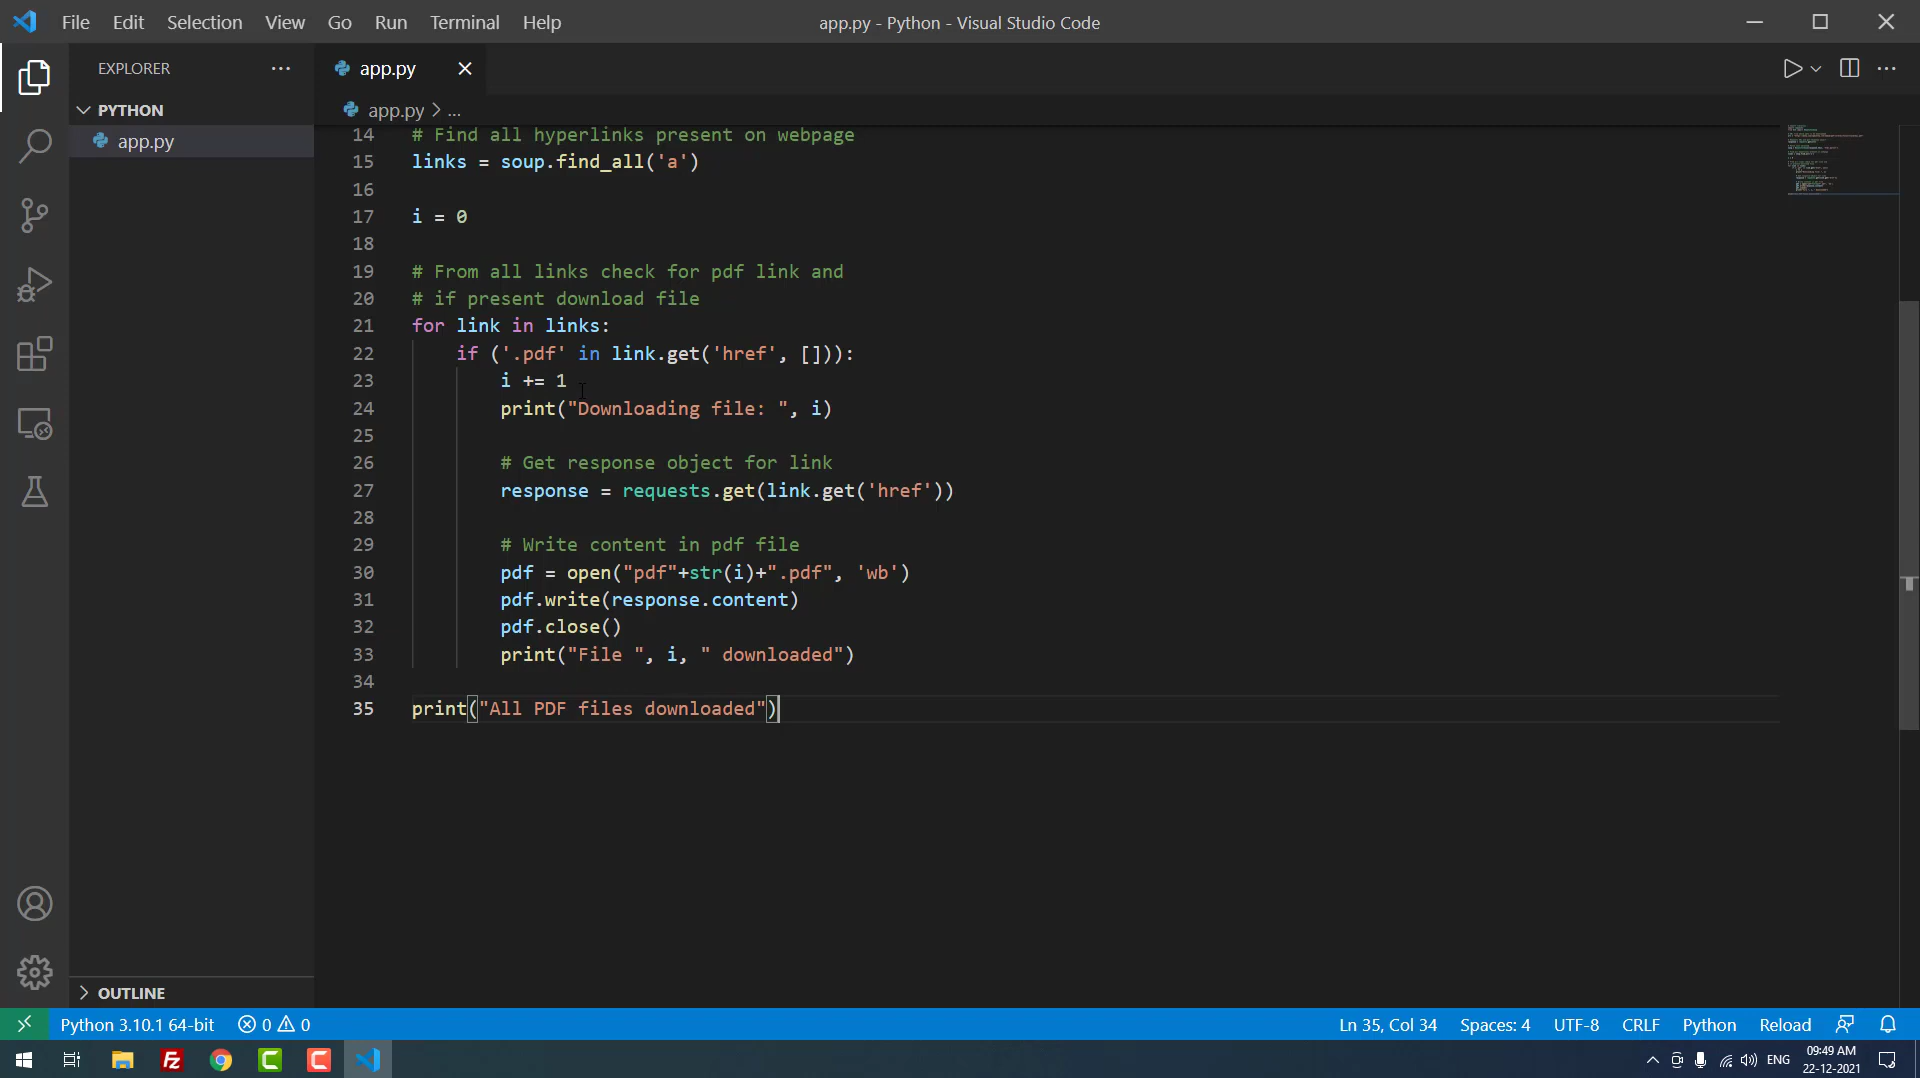 File Edit Selection View Go Run Terminal Help
app.py - Python - Visual Studio Code
EXPLORER
PYTHON
app.py
OUTLINE
app.py
app.py > ...
14 # Find all hyperlinks present on webpage
15 links = soup.find_all('a')
16
17 i = 0
18
19 # From all links check for pdf link and
20 # if present download file
21 for link in links:
22 if ('.pdf' in link.get('href', [])):
23 i += 1
24 print("Downloading file: ", i)
25
26 # Get response object for link
27 response = requests.get(link.get('href'))
28
29 # Write content in pdf file
30 pdf = open("pdf"+str(i)+".pdf", 'wb')
31 pdf.write(response.content)
32 pdf.close()
33 print("File ", i, " downloaded")
34
35 print("All PDF files downloaded")
Python 3.10.1 64-bit 0 0 Ln 35, Col 34 Spaces: 4 UTF-8 CRLF Python Reload
Fz C C ENG 09:49 AM
22-12-2021